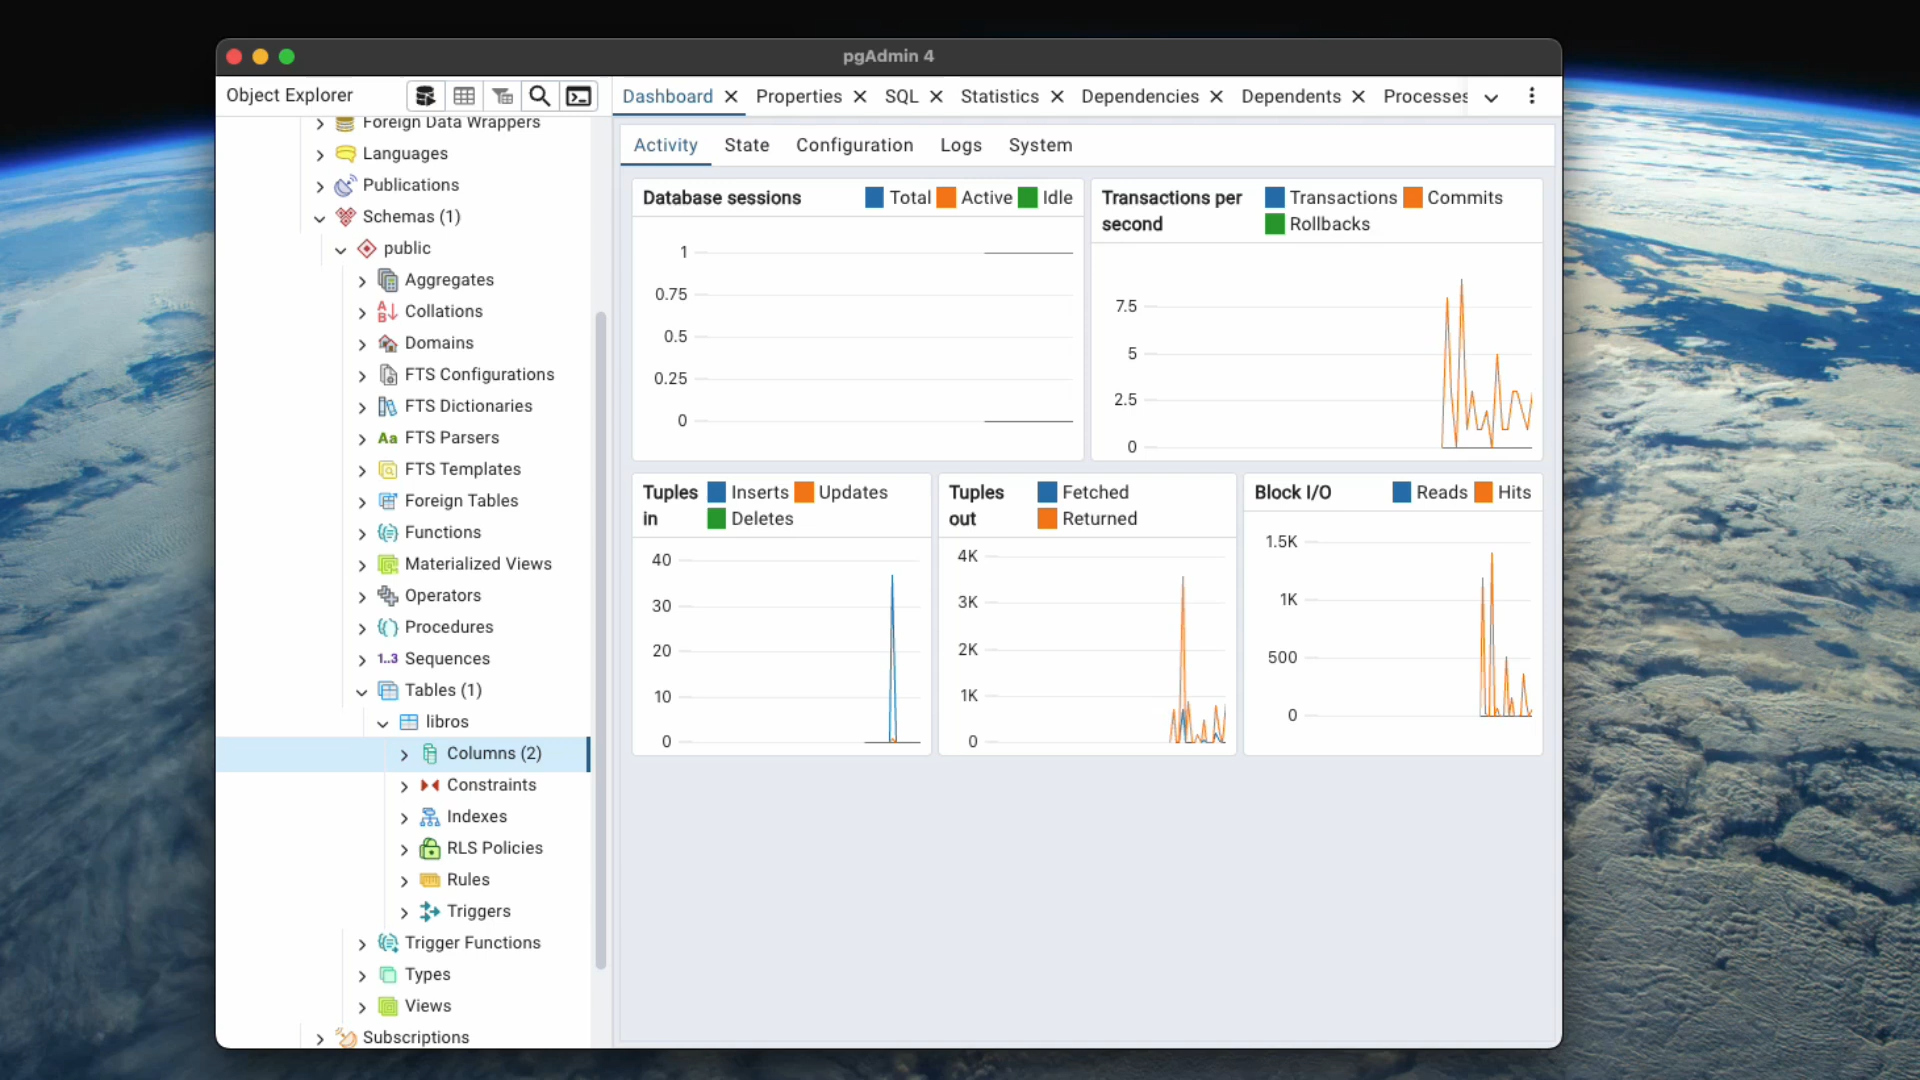 pgAdmin 4
Object Explorer
Dashboard Properties SQL Statistics Dependencies Dependents Processes
Foreign Data Wrappers
Languages
Publications
Schemas (1)
public
Aggregates
Collations
Domains
FTS Configurations
FTS Dictionaries
Aa FTS Parsers
FTS Templates
Foreign Tables
Functions
Materialized Views
Operators
Procedures
1..3 Sequences
Tables (1)
libros
Columns (2)
Constraints
Indexes
RLS Policies
Rules
Triggers
Trigger Functions
Types
Views
Subscriptions
Activity State Configuration Logs System
Database sessions Total Active Idle
1
0.75
0.5
0.25
0
Transactions per second Transactions Commits Rollbacks
7.5
5
2.5
0
Tuples in Inserts Updates Deletes
40
30
20
10
0
Tuples out Fetched Returned
4K
3K
2K
1K
0
Block I/O Reads Hits
1.5K
1K
500
0